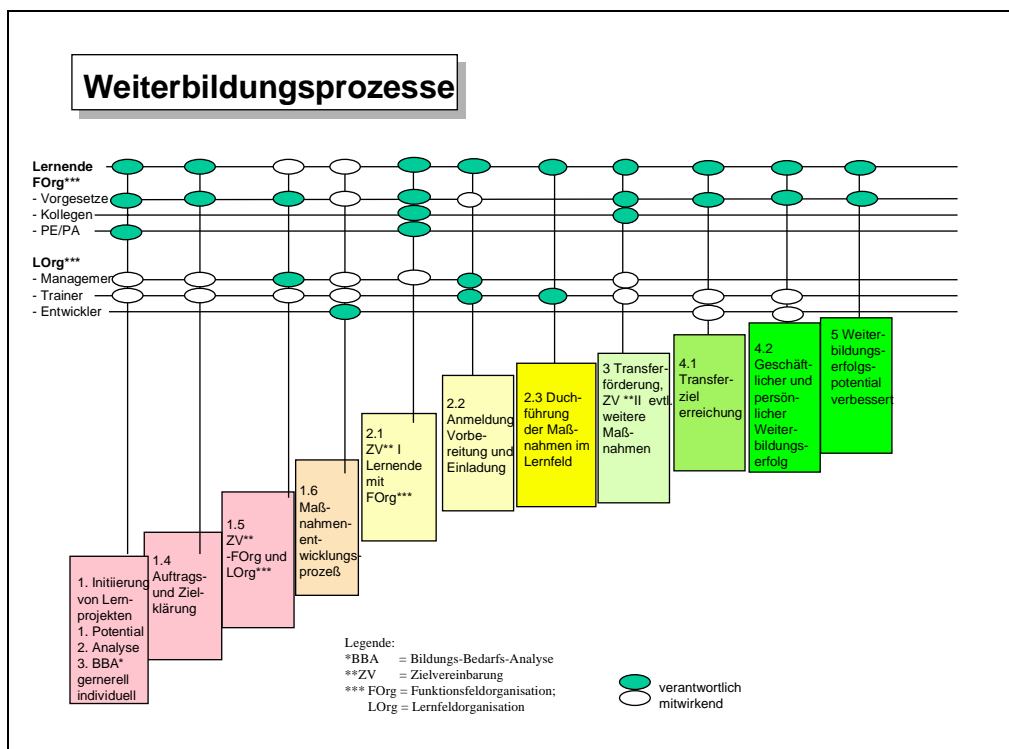 Weiterbildungsprozesse
Lernende
FOrg***
- Vorgesetze
- Kollegen
- PE/PA
LOrg***
- Managemen
- Trainer
- Entwickler
1. Initiierung
von Lern-
projekten
1. Potential
2. Analyse
3. BBA*
gernerell
individuell
1.4
Auftrags-
und Ziel-
klärung
1.5
ZV**
-FOrg und
LOrg***
1.6
Maß-
nahmen-
ent-
wicklungs-
prozeß
2.1
ZV** I
Lernende
mit
FOrg***
2.2
Anmeldung
Vorbe-
reitung und
Einladung
2.3 Duch-
führung
der Maß-
nahmen im
Lernfeld
3 Transfer-
förderung,
ZV **II evtl.
weitere
Maß-
nahmen
4.1
Transfer-
ziel
erreichung
4.2
Geschäft-
licher und
persön-
licher
Weiter-
bildungs-
erfolg
5 Weiter-
bildungs-
erfolgs-
potential
verbessert
Legende:
*BBA = Bildungs-Bedarfs-Analyse
**ZV = Zielvereinbarung
*** FOrg = Funktionsfeldorganisation;
LOrg = Lernfeldorganisation
verantwortlich
mitwirkend